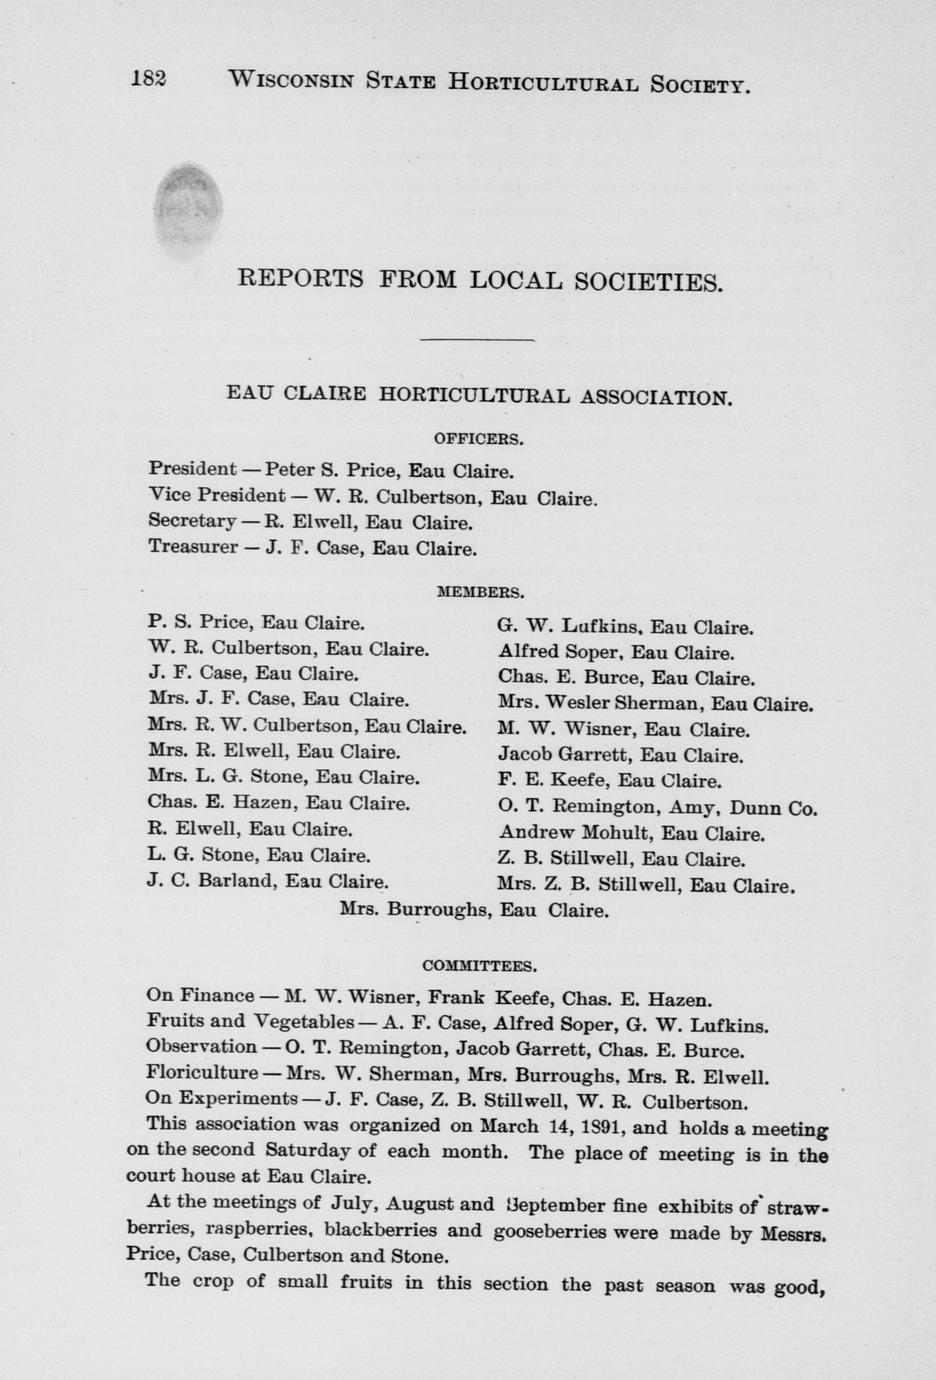 182 WISCONSIN STATE HORTICULTURAL SOCIETY.
REPORTS FROM LOCAL SOCIETIES.
EAU CLAIRE HORTICULTURAL ASSOCIATION.
OFFICERS.
President — Peter S. Price, Eau Claire.
Vice President — W. R. Culbertson, Eau Claire.
Secretary — R. Elwell, Eau Claire.
Treasurer — J. F. Case, Eau Claire.
MEMBERS.
P. S. Price, Eau Claire.
W. R. Culbertson, Eau Claire.
J. F. Case, Eau Claire.
Mrs. J. F. Case, Eau Claire.
Mrs. R. W. Culbertson, Eau Claire.
Mrs. R. Elwell, Eau Claire.
Mrs. L. G. Stone, Eau Claire.
Chas. E. Hazen, Eau Claire.
R. Elwell, Eau Claire.
L. G. Stone, Eau Claire.
J. C. Barland, Eau Claire.
G. W. Lufkins, Eau Claire.
Alfred Soper, Eau Claire.
Chas. E. Burce, Eau Claire.
Mrs. Wesler Sherman, Eau Claire.
M. W. Wisner, Eau Claire.
Jacob Garrett, Eau Claire.
F. E. Keefe, Eau Claire.
O. T. Remington, Amy, Dunn Co.
Andrew Mohult, Eau Claire.
Z. B. Stillwell, Eau Claire.
Mrs. Z. B. Stillwell, Eau Claire.
Mrs. Burroughs, Eau Claire.
COMMITTEES.
On Finance — M. W. Wisner, Frank Keefe, Chas. E. Hazen.
Fruits and Vegetables — A. F. Case, Alfred Soper, G. W. Lufkins.
Observation — O. T. Remington, Jacob Garrett, Chas. E. Burce.
Floriculture — Mrs. W. Sherman, Mrs. Burroughs, Mrs. R. Elwell.
On Experiments — J. F. Case, Z. B. Stillwell, W. R. Culbertson.
This association was organized on March 14, 1891, and holds a meeting
on the second Saturday of each month. The place of meeting is in the
court house at Eau Claire.
At the meetings of July, August and September fine exhibits of straw-
berries, raspberries, blackberries and gooseberries were made by Messrs.
Price, Case, Culbertson and Stone.
The crop of small fruits in this section the past season was good,